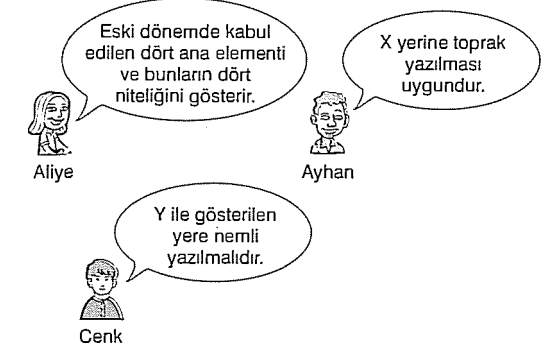 Eski dönemde kabul
edilen dört ana elementi
ve bunların dört
niteliğini gösterir.
Aliye
X yerine toprak
yazılması
uygundur.
Ayhan
Y ile gösterilen
yere nemli
yazılmalıdır.
Cenk